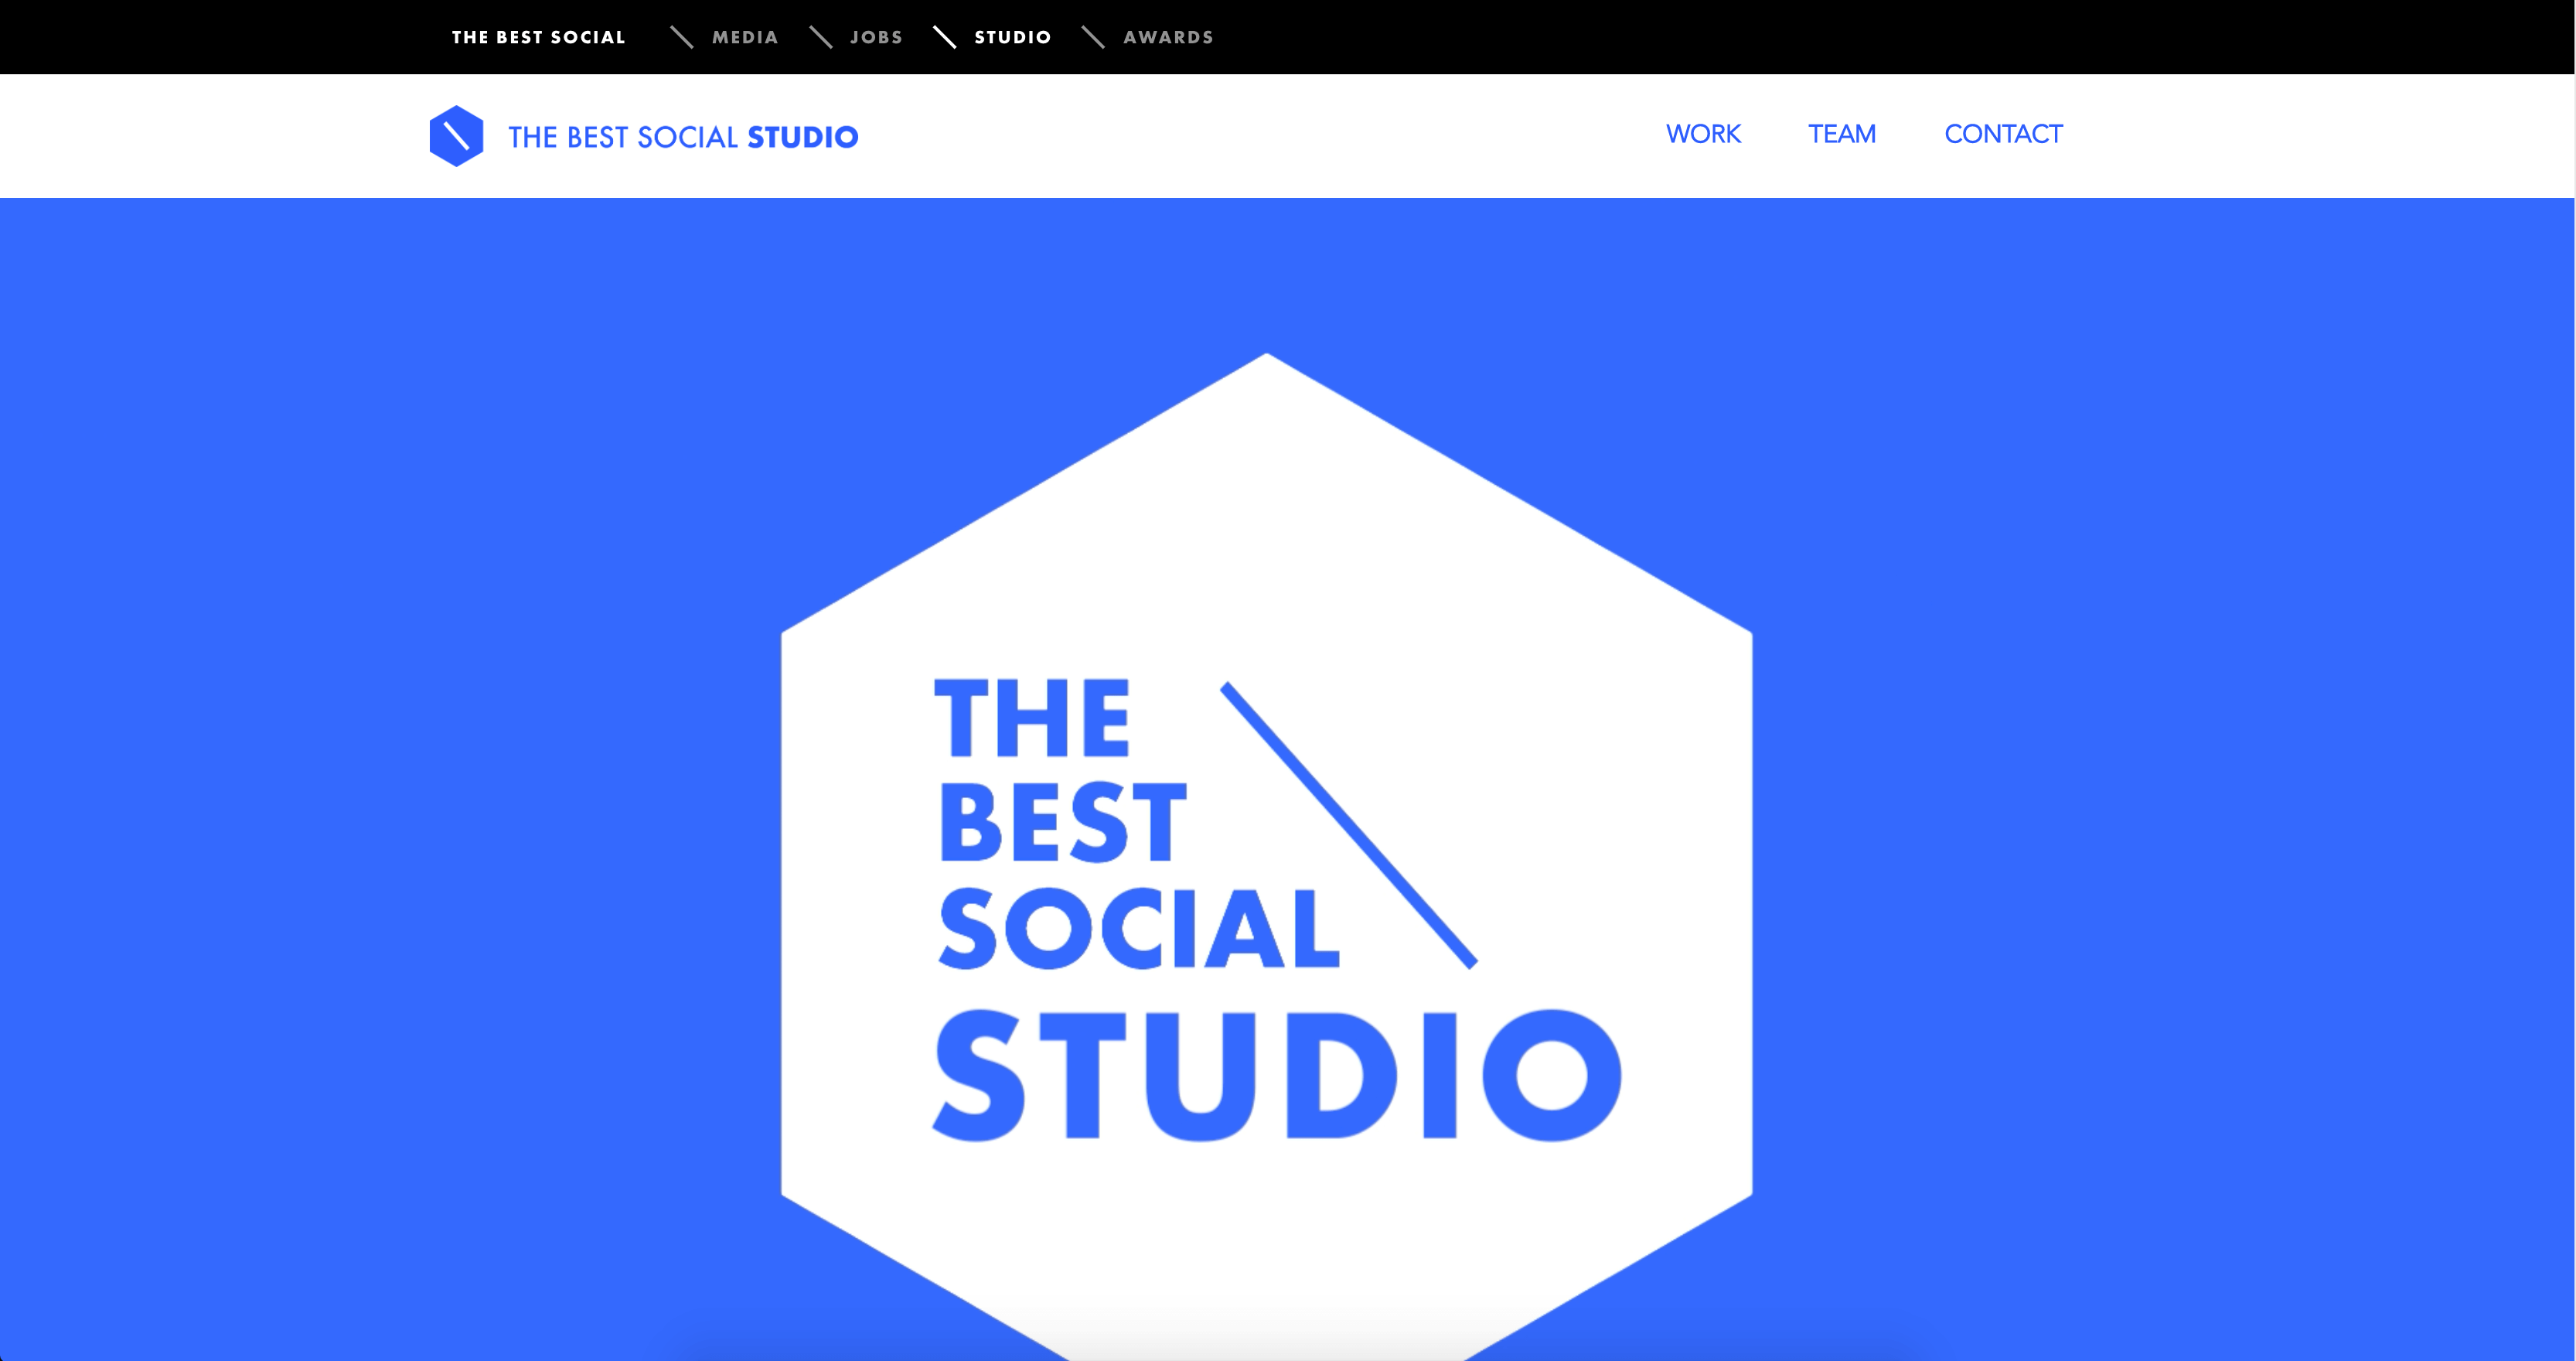 THE BEST SOCIAL MEDIA JOBS STUDIO AWARDS
THE BEST SOCIAL STUDIO WORK TEAM CONTACT
THE
BEST
SOCIAL
STUDIO